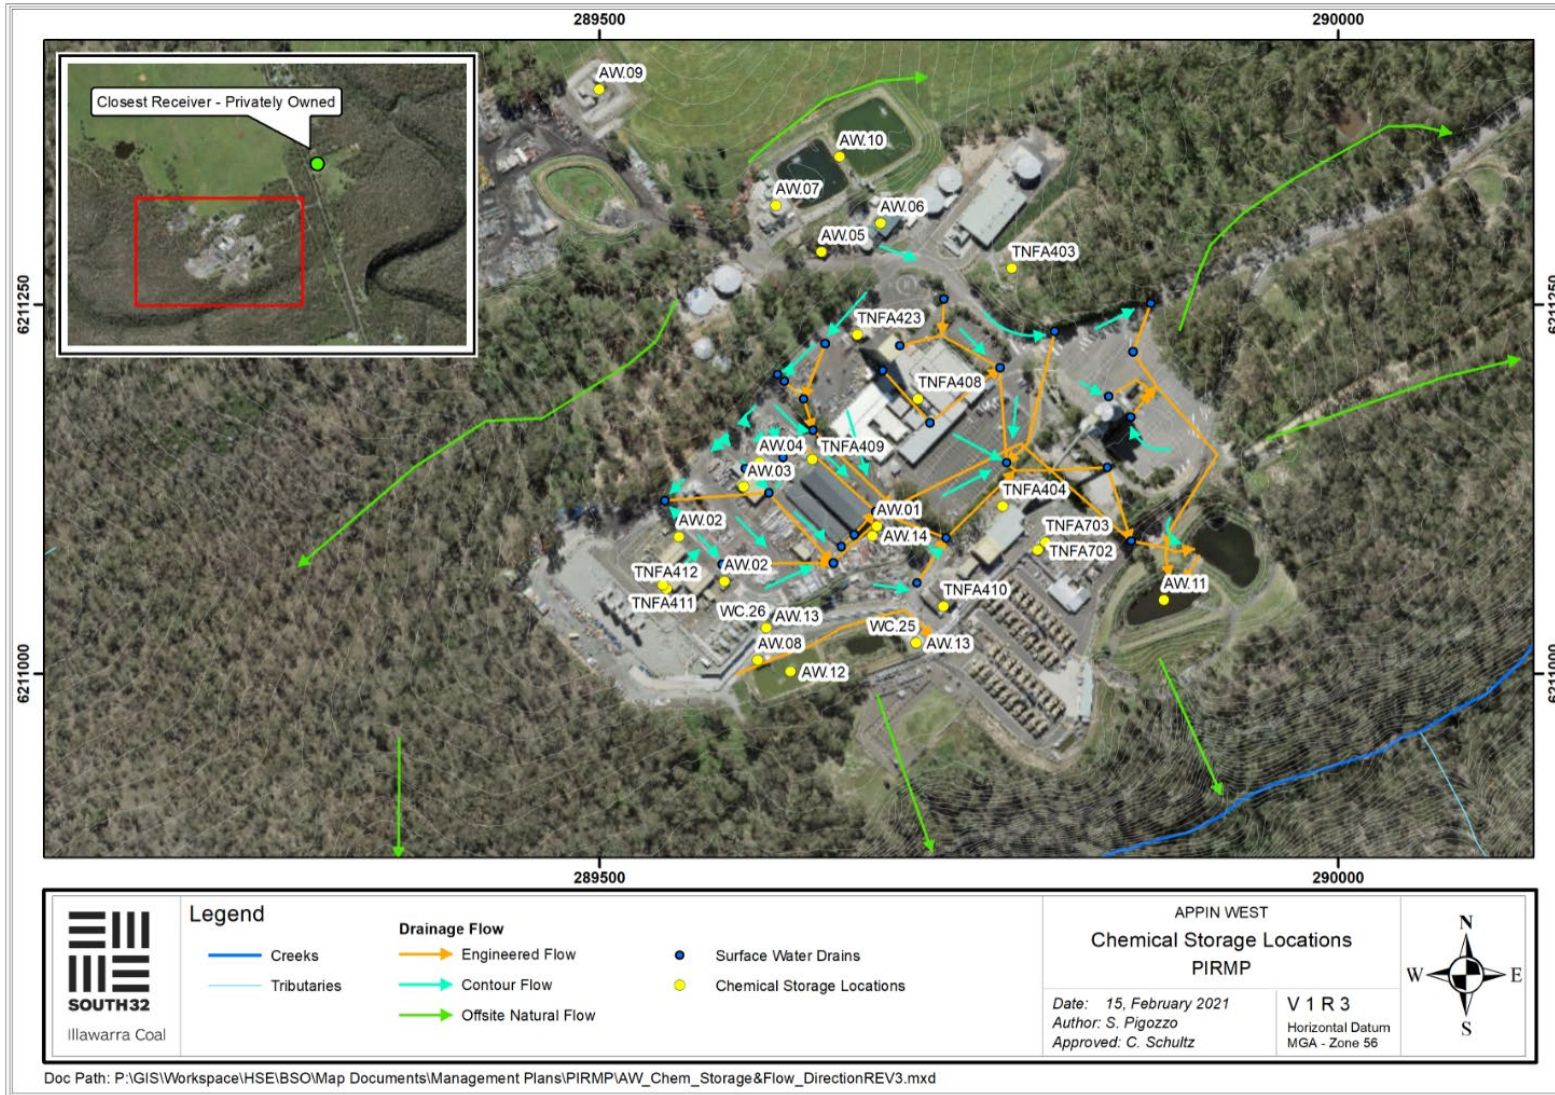 289500
290000
Closest Receiver - Privately Owned
AW.09
AW.10
AW.07
AW.06
AW.05
TNFA403
6211250
6211250
TNFA423
TNFA408
AW.04
TNFA409
AW.03
TNFA404
AW.01
AW.02
AW.14
TNFA703
TNFA702
TNFA412
AW.02
AW.11
TNFA411
TNFA410
WC.26
AW.13
WC.25
AW.13
AW.08
AW.12
6211000
6211000
289500
290000
SOUTH32
Illawarra Coal
Legend
Creeks
Tributaries
Drainage Flow
Engineered Flow
Contour Flow
Offsite Natural Flow
Surface Water Drains
Chemical Storage Locations
APPIN WEST
Chemical Storage Locations
PIRMP
Date: 15, February 2021
Author: S. Pigozzo
Approved: C. Schultz
V 1 R 3
Horizontal Datum
MGA - Zone 56
N
W
E
S
Doc Path: P:\GIS\Workspace\HSE\BSO\Map Documents\Management Plans\PIRMP\AW_Chem_Storage&Flow_DirectionREV3.mxd